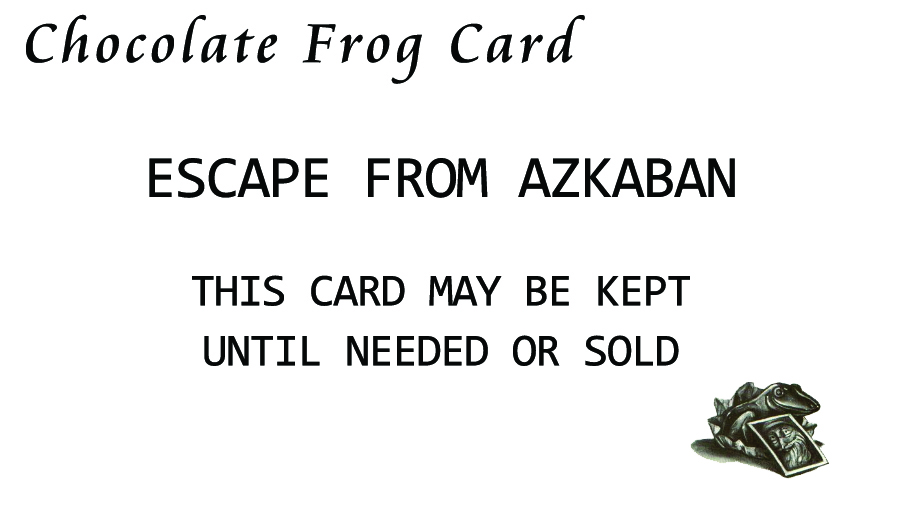 Chocolate Frog Card
ESCAPE FROM AZKABAN
THIS CARD MAY BE KEPT
UNTIL NEEDED OR SOLD